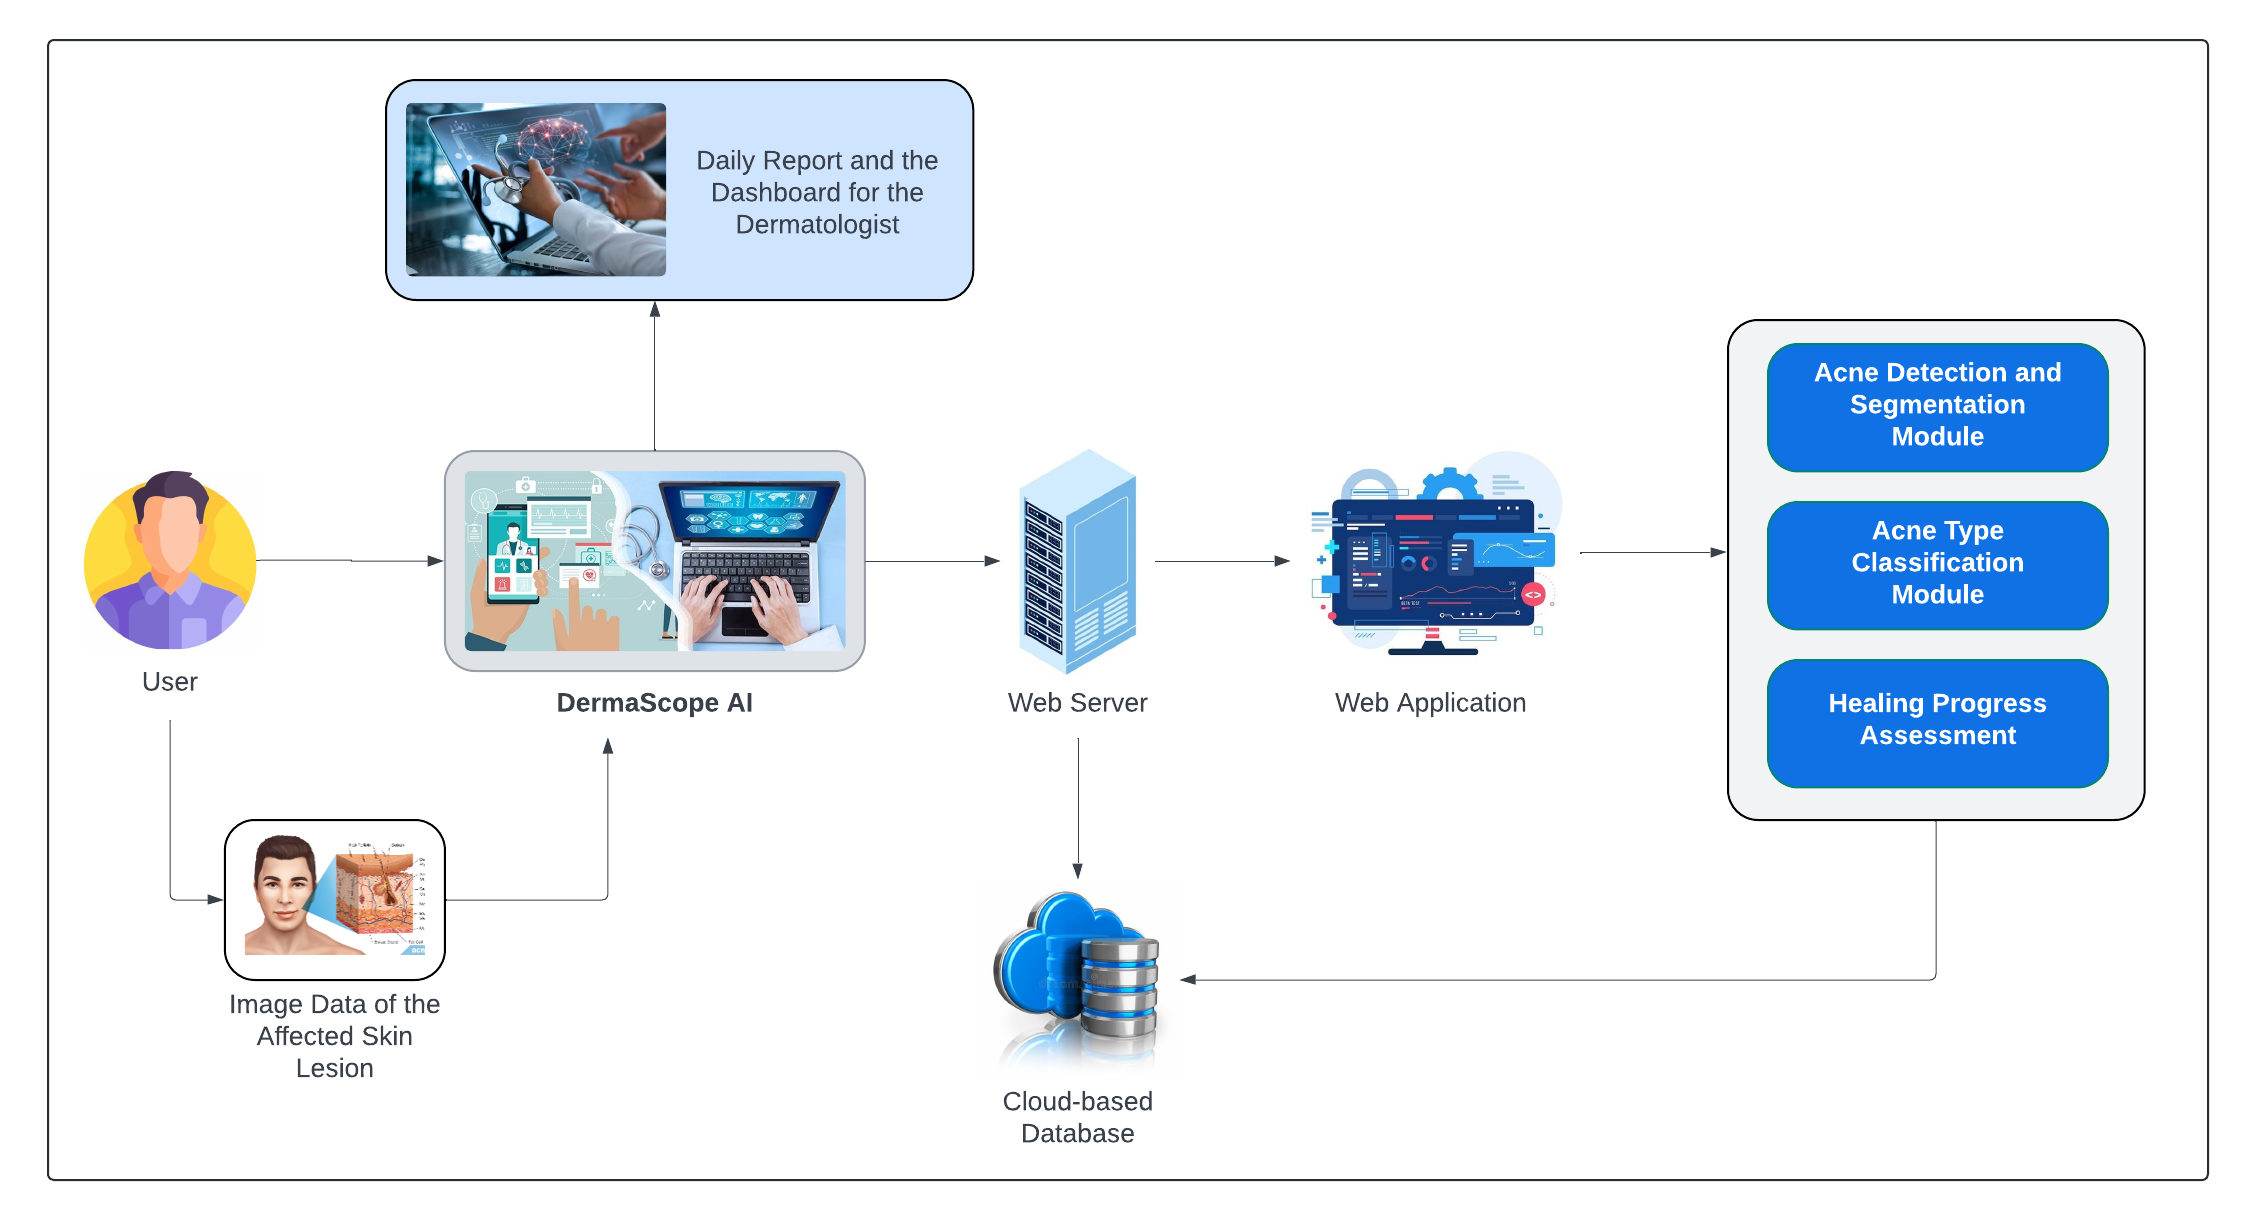 Daily Report and the
Dashboard for the
Dermatologist
Acne Detection and
Segmentation
Module
Acne Type
Classification
Module
Healing Progress
Assessment
User
DermaScope AI
Web Server
Web Application
Image Data of the
Affected Skin
Lesion
Cloud-based
Database